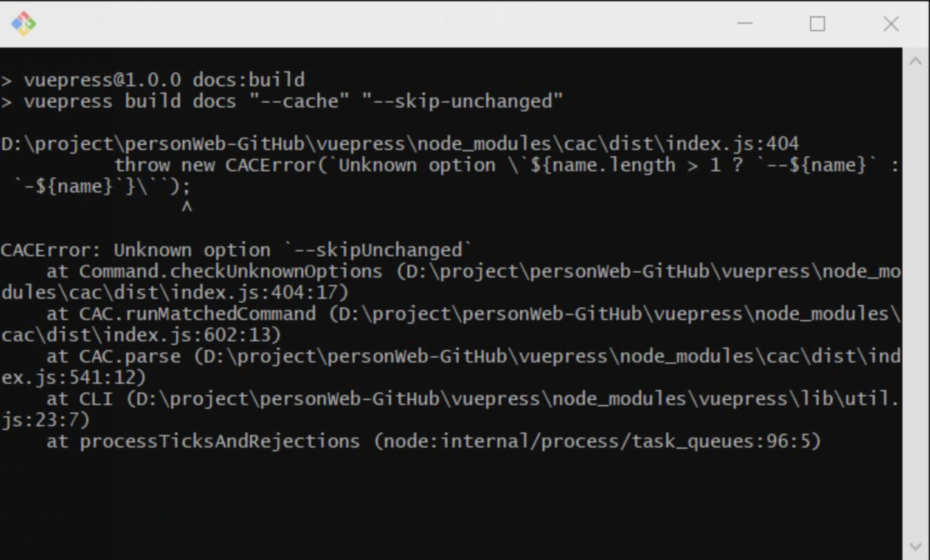 > vuepress@1.0.0 docs:build
> vuepress build docs "--cache" "--skip-unchanged"
D:\project\personWeb-GitHub\vuepress\node_modules\cac\dist\index.js:404
throw new CACError(`Unknown option \`${name.length > 1 ? `--${name}` :
`-${name}`}\``);
^
CACError: Unknown option `--skipUnchanged`
at Command.checkUnknownOptions (D:\project\personWeb-GitHub\vuepress\node_mo
dules\cac\dist\index.js:404:17)
at CAC.runMatchedCommand (D:\project\personWeb-GitHub\vuepress\node_modules\
cac\dist\index.js:602:13)
at CAC.parse (D:\project\personWeb-GitHub\vuepress\node_modules\cac\dist\ind
ex.js:541:12)
at CLI (D:\project\personWeb-GitHub\vuepress\node_modules\vuepress\lib\util.
js:23:7)
at processTicksAndRejections (node:internal/process/task_queues:96:5)